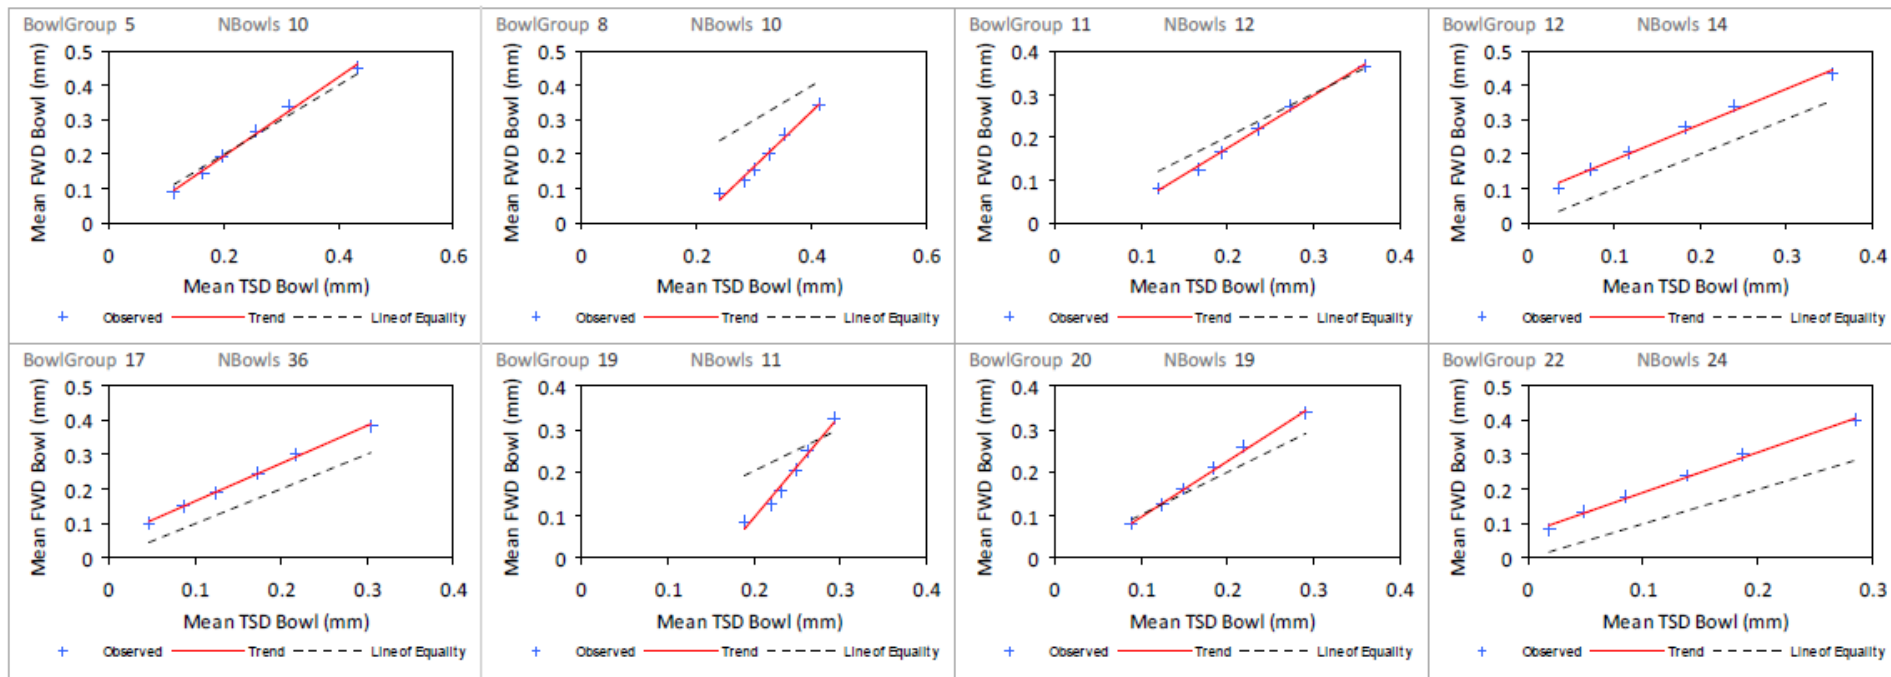 BowlGroup 5 NBowls 10
0.5
0.4
0.3
0.2
0.1
0
0 0.2 0.4 0.6
Mean FWD Bowl (mm)
Mean TSD Bowl (mm)
+ Observed Trend Line of Equality
BowlGroup 8 NBowls 10
0.5
0.4
0.3
0.2
0.1
0
0 0.2 0.4 0.6
Mean FWD Bowl (mm)
Mean TSD Bowl (mm)
+ Observed Trend Line of Equality
BowlGroup 11 NBowls 12
0.4
0.3
0.2
0.1
0
0 0.1 0.2 0.3 0.4
Mean FWD Bowl (mm)
Mean TSD Bowl (mm)
+ Observed Trend Line of Equality
BowlGroup 12 NBowls 14
0.5
0.4
0.3
0.2
0.1
0
0 0.1 0.2 0.3 0.4
Mean FWD Bowl (mm)
Mean TSD Bowl (mm)
+ Observed Trend Line of Equality
BowlGroup 17 NBowls 36
0.5
0.4
0.3
0.2
0.1
0
0 0.1 0.2 0.3 0.4
Mean FWD Bowl (mm)
Mean TSD Bowl (mm)
+ Observed Trend Line of Equality
BowlGroup 19 NBowls 11
0.4
0.3
0.2
0.1
0
0 0.2 0.3 0.4
Mean FWD Bowl (mm)
Mean TSD Bowl (mm)
+ Observed Trend Line of Equality
BowlGroup 20 NBowls 19
0.4
0.3
0.2
0.1
0
0 0.1 0.2 0.3 0.4
Mean FWD Bowl (mm)
Mean TSD Bowl (mm)
+ Observed Trend Line of Equality
BowlGroup 22 NBowls 24
0.5
0.4
0.3
0.2
0.1
0
0 0.1 0.2 0.3
Mean FWD Bowl (mm)
Mean TSD Bowl (mm)
+ Observed Trend Line of Equality